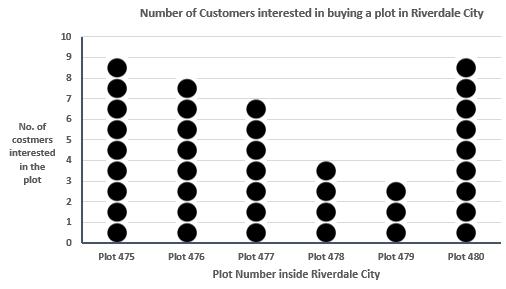 Number of Customers interested in buying a plot in Riverdale City
10
9
8
7
6
5
4
3
2
1
0
No. of
costmers
interested
in the
plot
Plot 475 Plot 476 Plot 477 Plot 478 Plot 479 Plot 480
Plot Number inside Riverdale City